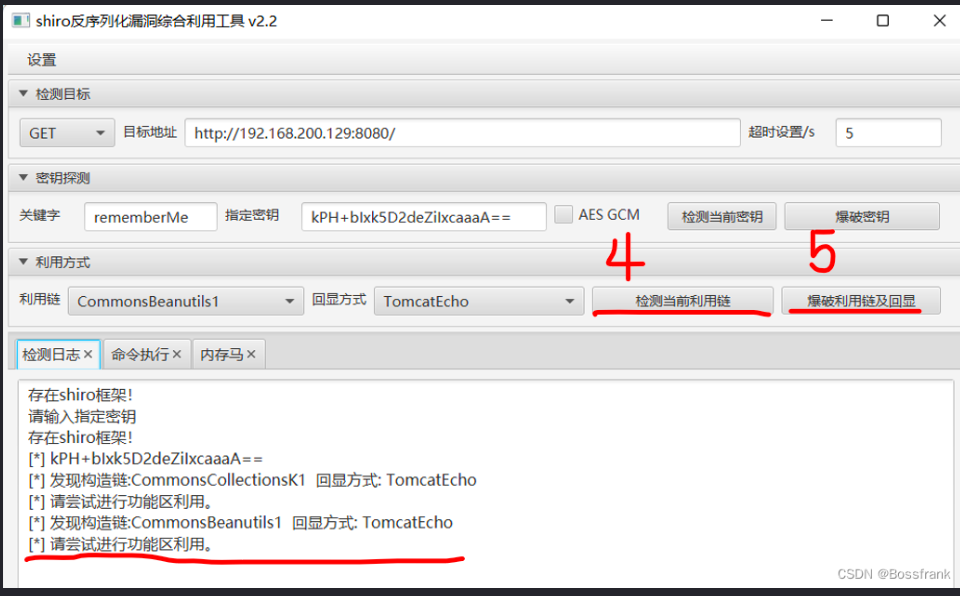 shiro反序列化漏洞综合利用工具 v2.2
设置
检测目标
GET 目标地址 http://192.168.200.129:8080/ 超时设置/s 5
密钥探测
关键字 rememberMe 指定密钥 kPH+bIxk5D2deZiIxcaaaA== AES GCM 检测当前密钥 爆破密钥
4 5
利用方式
利用链 CommonsBeanutils1 回显方式 TomcatEcho 检测当前利用链 爆破利用链及回显
检测日志 命令执行 内存马
存在shiro框架!
请输入指定密钥
存在shiro框架!
[*] kPH+bIxk5D2deZiIxcaaaA==
[*] 发现构造链:CommonsCollectionsK1 回显方式: TomcatEcho
[*] 请尝试进行功能区利用。
[*] 发现构造链:CommonsBeanutils1 回显方式: TomcatEcho
[*] 请尝试进行功能区利用。
CSDN @Bossfrank